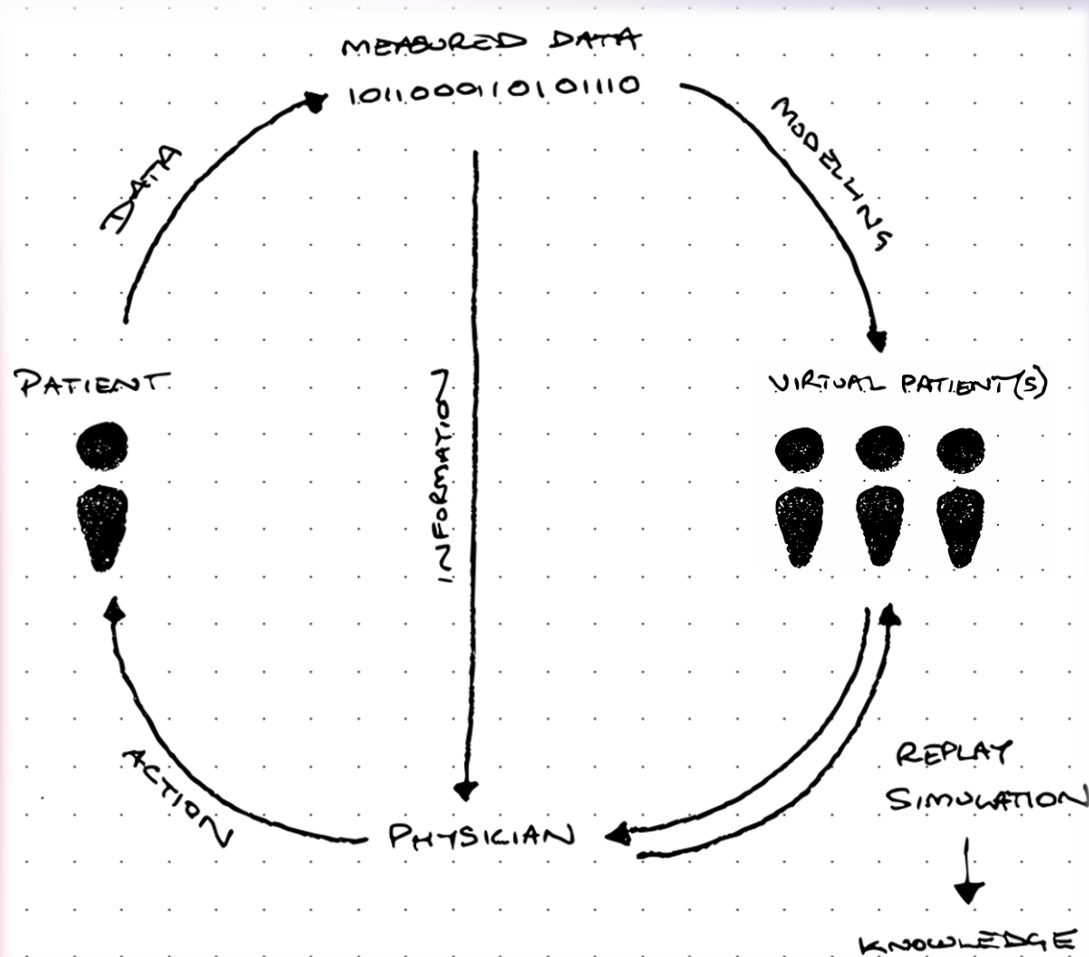 MEASURED DATA
1011000110101110
DATA
MODELLING
PATIENT
VIRTUAL PATIENT(S)
INFORMATION
ACTION
PHYSICIAN
REPLAY
SIMULATION
KNOWLEDGE